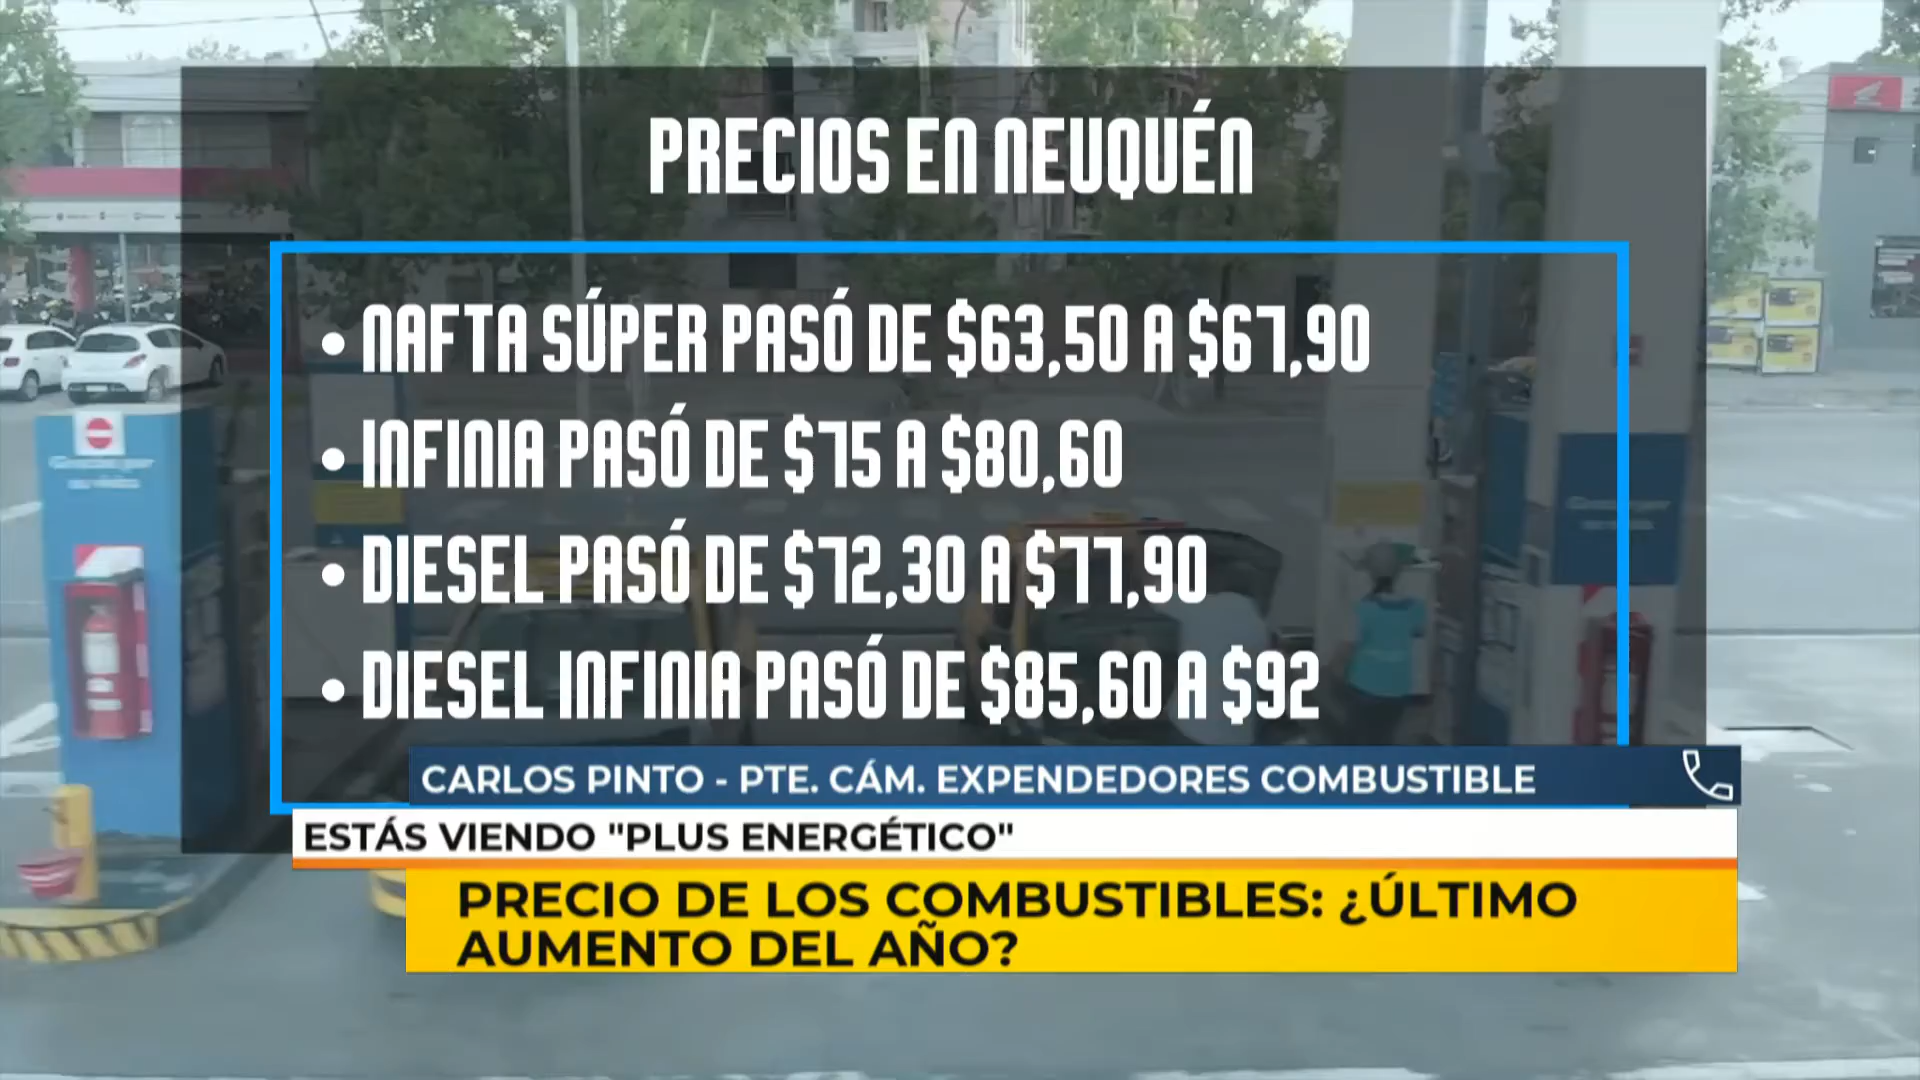 PRECIOS EN NEUQUÉN
• NAFTA SÚPER PASÓ DE $63,50 A $67,90
• INFINIA PASÓ DE $75 A $80,60
• DIESEL PASÓ DE $72,30 A $77,90
• DIESEL INFINIA PASÓ DE $85,60 A $92
CARLOS PINTO - PTE. CÁM. EXPENDEDORES COMBUSTIBLE
ESTÁS VIENDO "PLUS ENERGÉTICO"
PRECIO DE LOS COMBUSTIBLES: ¿ÚLTIMO
AUMENTO DEL AÑO?